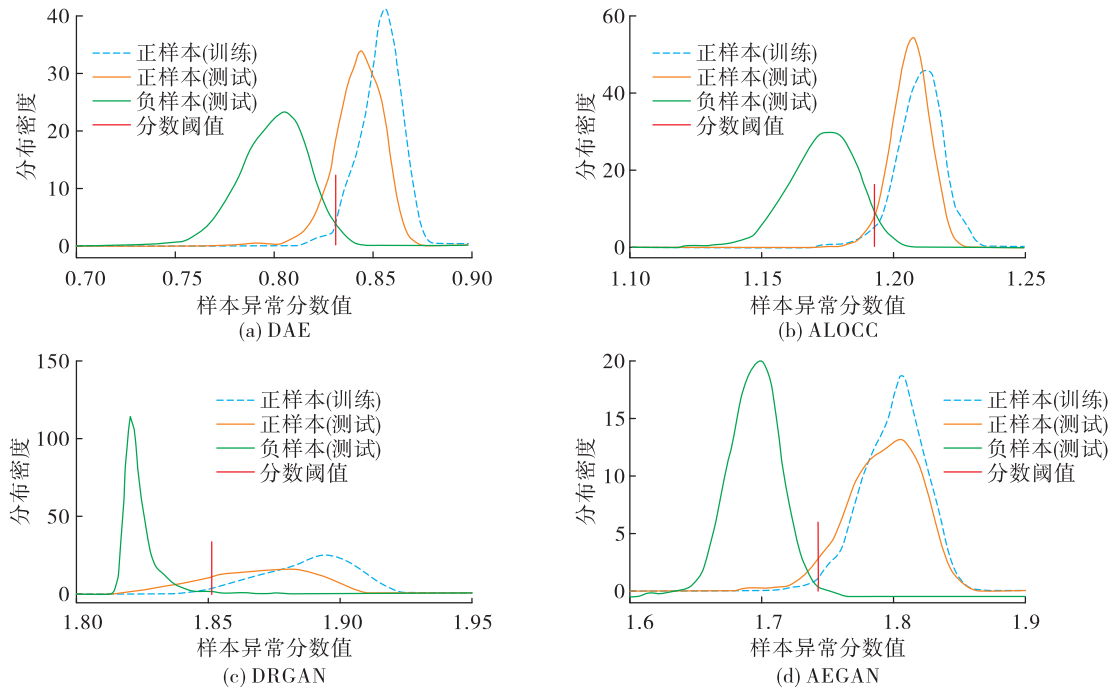 40
30
20
10
0
分布密度
正样本(训练)
正样本(测试)
负样本(测试)
分数阈值
0.70 0.75 0.80 0.85 0.90
样本异常分数值
(a) DAE
60
40
20
0
分布密度
正样本(训练)
正样本(测试)
负样本(测试)
分数阈值
1.10 1.15 1.20 1.25
样本异常分数值
(b) ALOCC
150
100
50
0
分布密度
正样本(训练)
正样本(测试)
负样本(测试)
分数阈值
1.80 1.85 1.90 1.95
样本异常分数值
(c) DRGAN
20
15
10
5
0
分布密度
正样本(训练)
正样本(测试)
负样本(测试)
分数阈值
1.6 1.7 1.8 1.9
样本异常分数值
(d) AEGAN